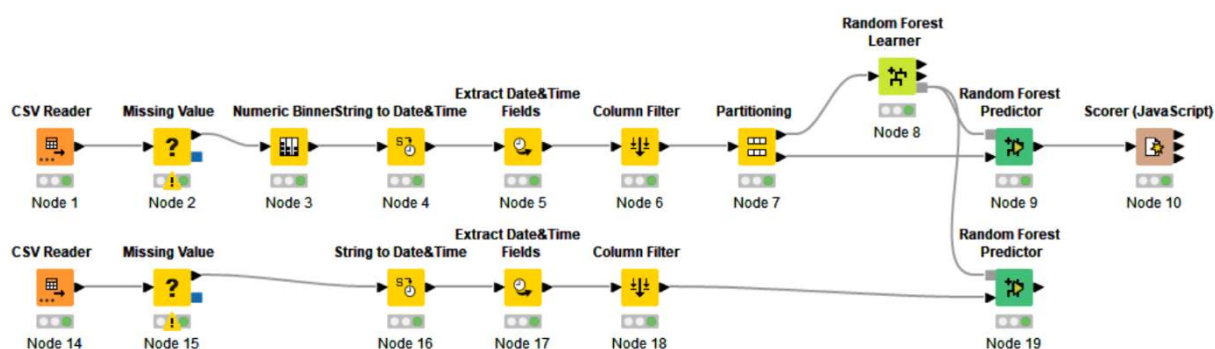 Random Forest
Learner
Node 8
CSV Reader
Missing Value
Numeric Binner
String to Date&Time
Extract Date&Time
Fields
Column Filter
Partitioning
Random Forest
Predictor
Scorer (JavaScript)
Node 1
Node 2
Node 3
Node 4
Node 5
Node 6
Node 7
Node 9
Node 10
CSV Reader
Missing Value
String to Date&Time
Extract Date&Time
Fields
Column Filter
Random Forest
Predictor
Node 14
Node 15
Node 16
Node 17
Node 18
Node 19